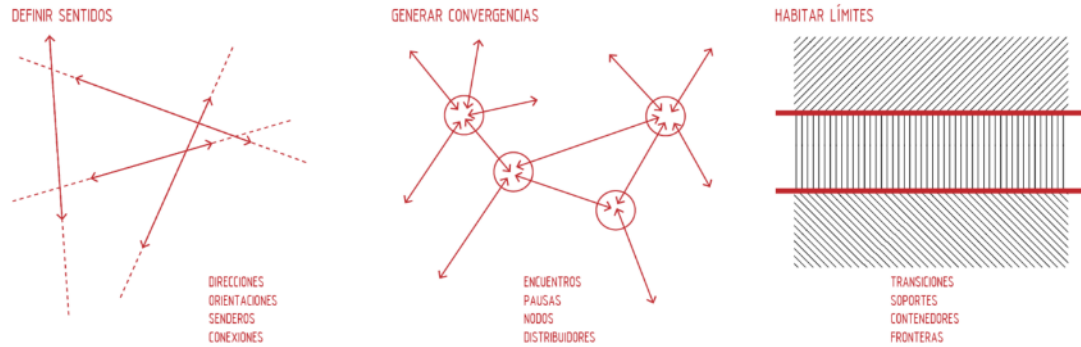 DEFINIR SENTIDOS
DIRECCIONES
ORIENTACIONES
SENDEROS
CONEXIONES
GENERAR CONVERGENCIAS
ENCUENTROS
PAUSAS
NODOS
DISTRIBUIDORES
HABITAR LÍMITES
TRANSICIONES
SOPORTES
CONTENEDORES
FRONTERAS